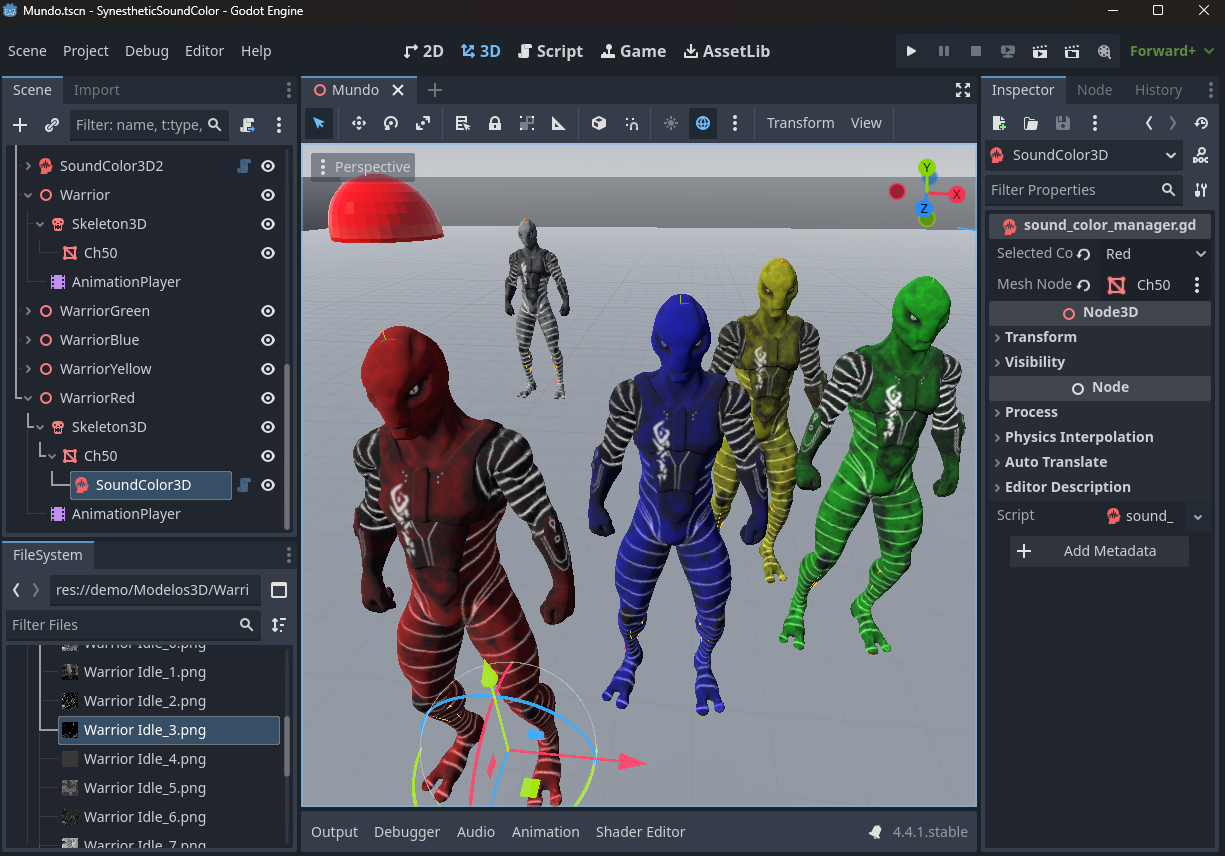 Mundo.tscn - SynestheticSoundColor - Godot Engine
Scene Project Debug Editor Help
2D 3D Script Game AssetLib
Forward+
Scene Import
Filter: name, t:type,
SoundColor3D2
Warrior
Skeleton3D
Ch50
AnimationPlayer
WarriorGreen
WarriorBlue
WarriorYellow
WarriorRed
Skeleton3D
Ch50
SoundColor3D
AnimationPlayer
FileSystem
res://demo/Modelos3D/Warri
Filter Files
Warrior Idle_0.png
Warrior Idle_1.png
Warrior Idle_2.png
Warrior Idle_3.png
Warrior Idle_4.png
Warrior Idle_5.png
Warrior Idle_6.png
Warrior Idle_7.png
Mundo
Transform View
Perspective
Y
X
Z
Output Debugger Audio Animation Shader Editor
4.4.1.stable
Inspector Node History
SoundColor3D
DOC
Filter Properties
sound_color_manager.gd
Selected Co Red
Mesh Node Ch50
Node3D
Transform
Visibility
Node
Process
Physics Interpolation
Auto Translate
Editor Description
Script sound_
Add Metadata